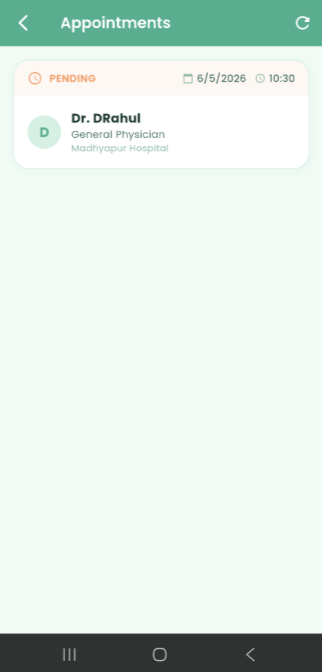 Appointments
PENDING 6/5/2026 10:30
D
Dr. DRahul
General Physician
Madhyapur Hospital